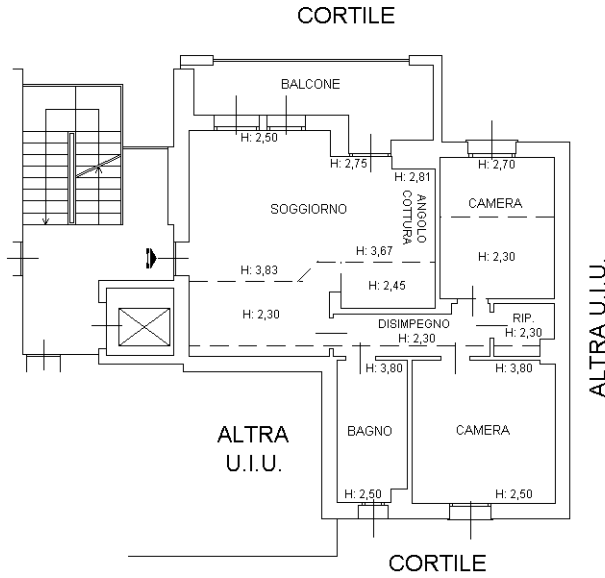 CORTILE
BALCONE
H: 2,50
H: 2,75
H: 2,81
H: 2,70
SOGGIORNO
ANGOLO
COTTURA
CAMERA
H: 3,67
H: 2,30
H: 3,83
H: 2,45
H: 2,30
DISIMPEGNO
H: 2,30
RIP.
H: 2,30
ALTRA U.I.U.
H: 3,80
H: 3,80
ALTRA
U.I.U.
BAGNO
CAMERA
H: 2,50
H: 2,50
CORTILE